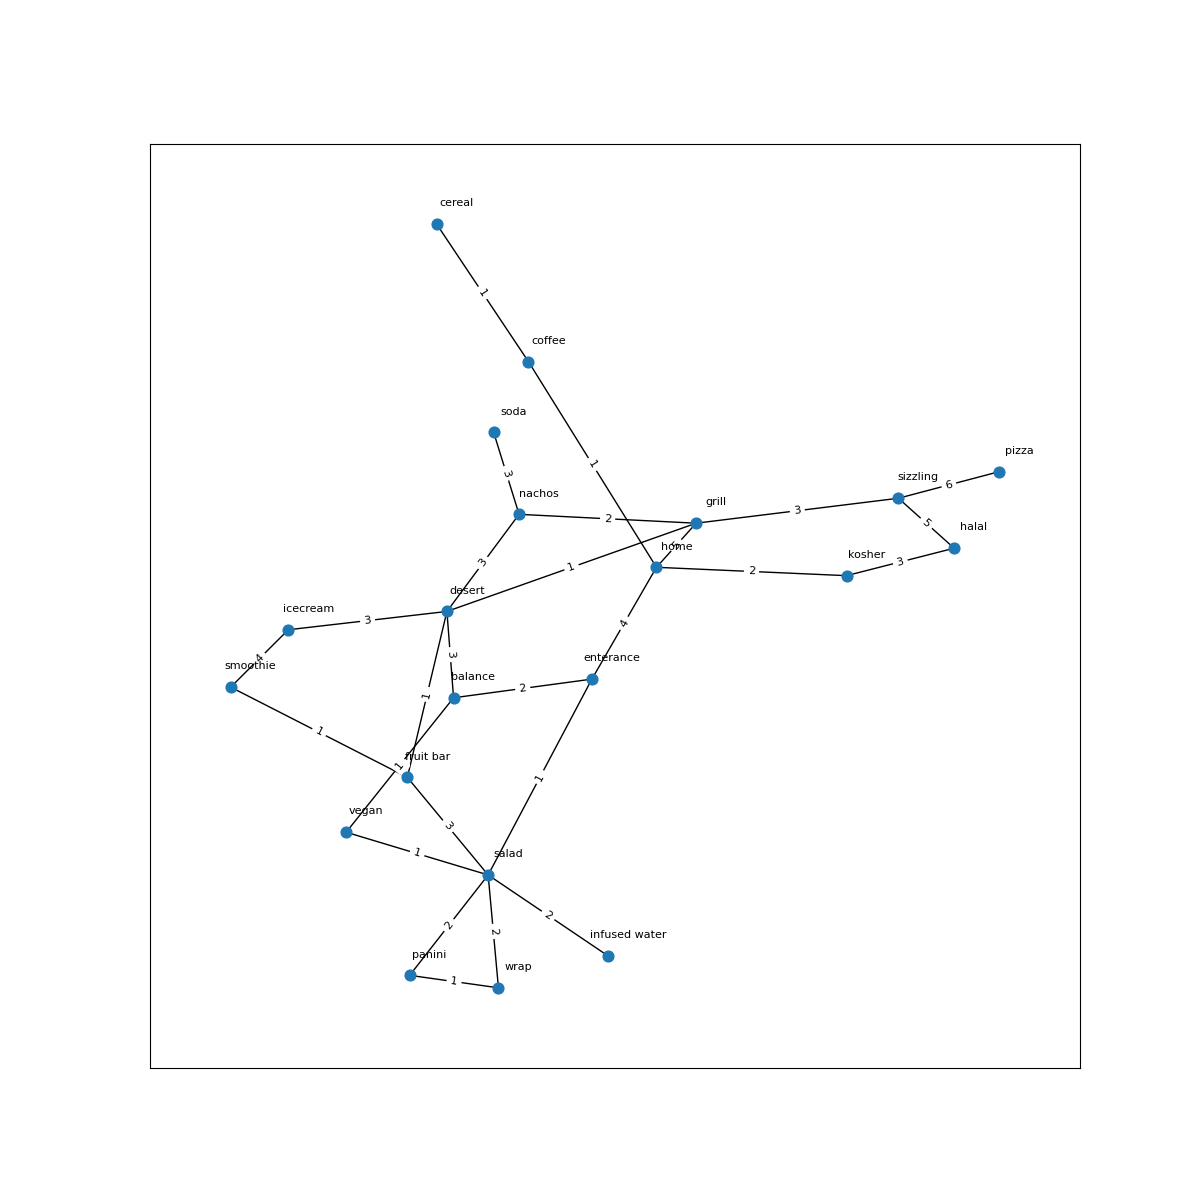 cereal
1
coffee
soda
1
pizza
3
sizzling
6
nachos
grill
3
2
5
halal
home
kosher
3
3
1
2
desert
icecream
3
4
enterance
3
4
smoothie
balance
2
1
1
fruit bar
1
1
vegan
3
1
salad
2
2
2
infused water
panini
wrap
1